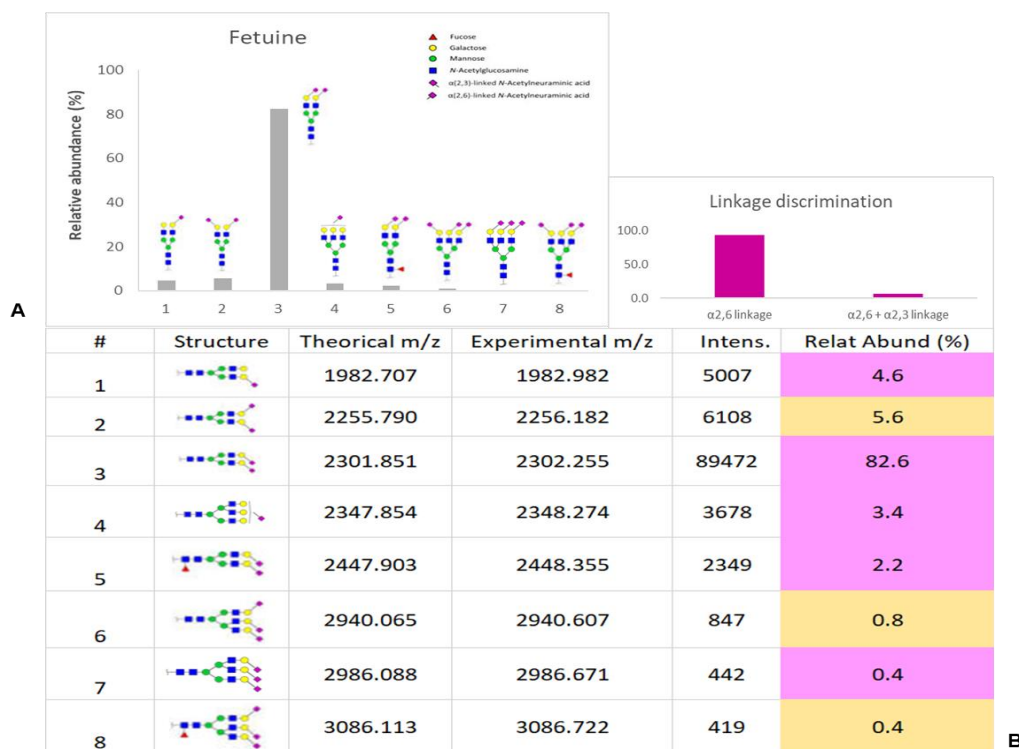 Fetuine
Fucose
Galactose
Mannose
N-Acetylglucosamine
α(2,3)-linked N-Acetylneuraminic acid
α(2,6)-linked N-Acetylneuraminic acid
Relative abundance (%)
100
80
60
40
20
0
1 2 3 4 5 6 7 8
A
Linkage discrimination
100.0
50.0
0.0
α2,6 linkage α2,6 + α2,3 linkage
# Structure Theorical m/z Experimental m/z Intens. Relat Abund (%)
1 1982.707 1982.982 5007 4.6
2 2255.790 2256.182 6108 5.6
3 2301.851 2302.255 89472 82.6
4 2347.854 2348.274 3678 3.4
5 2447.903 2448.355 2349 2.2
6 2940.065 2940.607 847 0.8
7 2986.088 2986.671 442 0.4
8 3086.113 3086.722 419 0.4
B